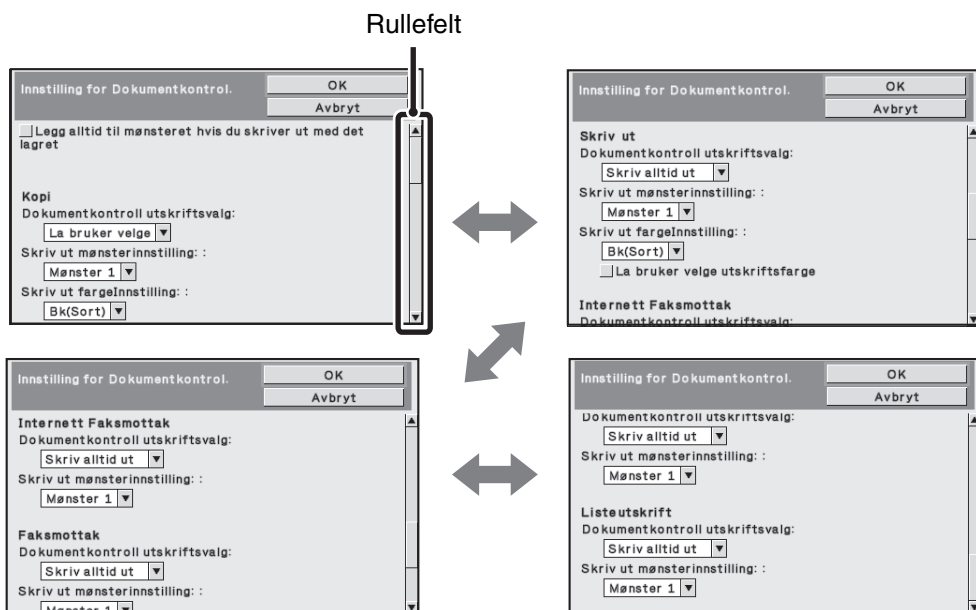 Rullefelt
Innstilling for Dokumentkontrol.
OK
Avbryt
Legg alltid til mønsteret hvis du skriver ut med det
lagret
Kopi
Dokumentkontroll utskriftsvalg:
La bruker velge
Skriv ut mønsterinnstilling: :
Mønster 1
Skriv ut fargeInnstilling: :
Bk(Sort)
Innstilling for Dokumentkontrol.
OK
Avbryt
Skriv ut
Dokumentkontroll utskriftsvalg:
Skriv alltid ut
Skriv ut mønsterinnstilling: :
Mønster 1
Skriv ut fargeInnstilling: :
Bk(Sort)
La bruker velge utskriftsfarge
Internett Faksmottak
Dokumentkontroll utskriftsvalg:
Innstilling for Dokumentkontrol.
OK
Avbryt
Internett Faksmottak
Dokumentkontroll utskriftsvalg:
Skriv alltid ut
Skriv ut mønsterinnstilling: :
Mønster 1
Faksmottak
Dokumentkontroll utskriftsvalg:
Skriv alltid ut
Skriv ut mønsterinnstilling: :
Mønster 1
Innstilling for Dokumentkontrol.
OK
Avbryt
Dokumentkontroll utskriftsvalg:
Skriv alltid ut
Skriv ut mønsterinnstilling: :
Mønster 1
Listeutskrift
Dokumentkontroll utskriftsvalg:
Skriv alltid ut
Skriv ut mønsterinnstilling: :
Mønster 1